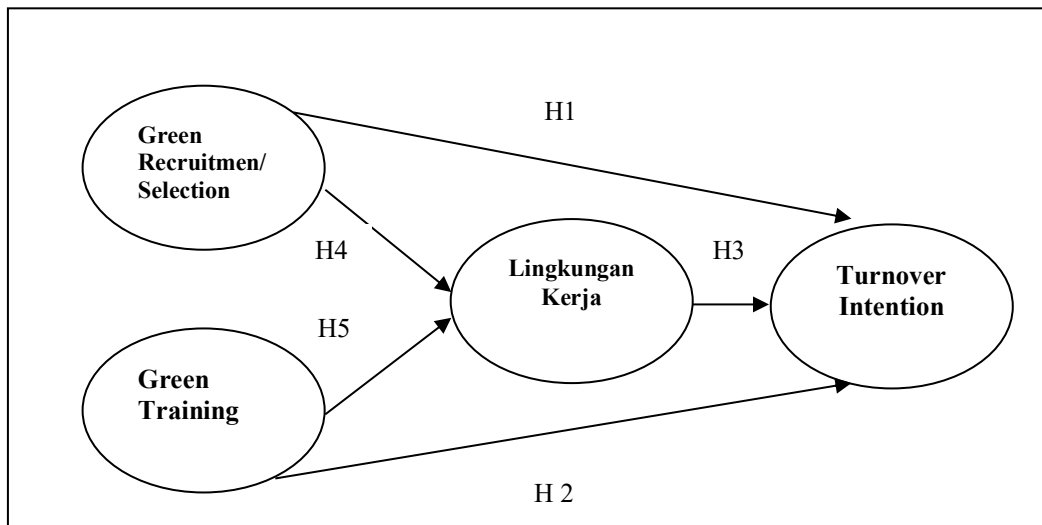 H1
Green
Recruitmen/
Selection
H4
Lingkungan
Kerja
H3
Turnover
Intention
H5
Green
Training
H 2